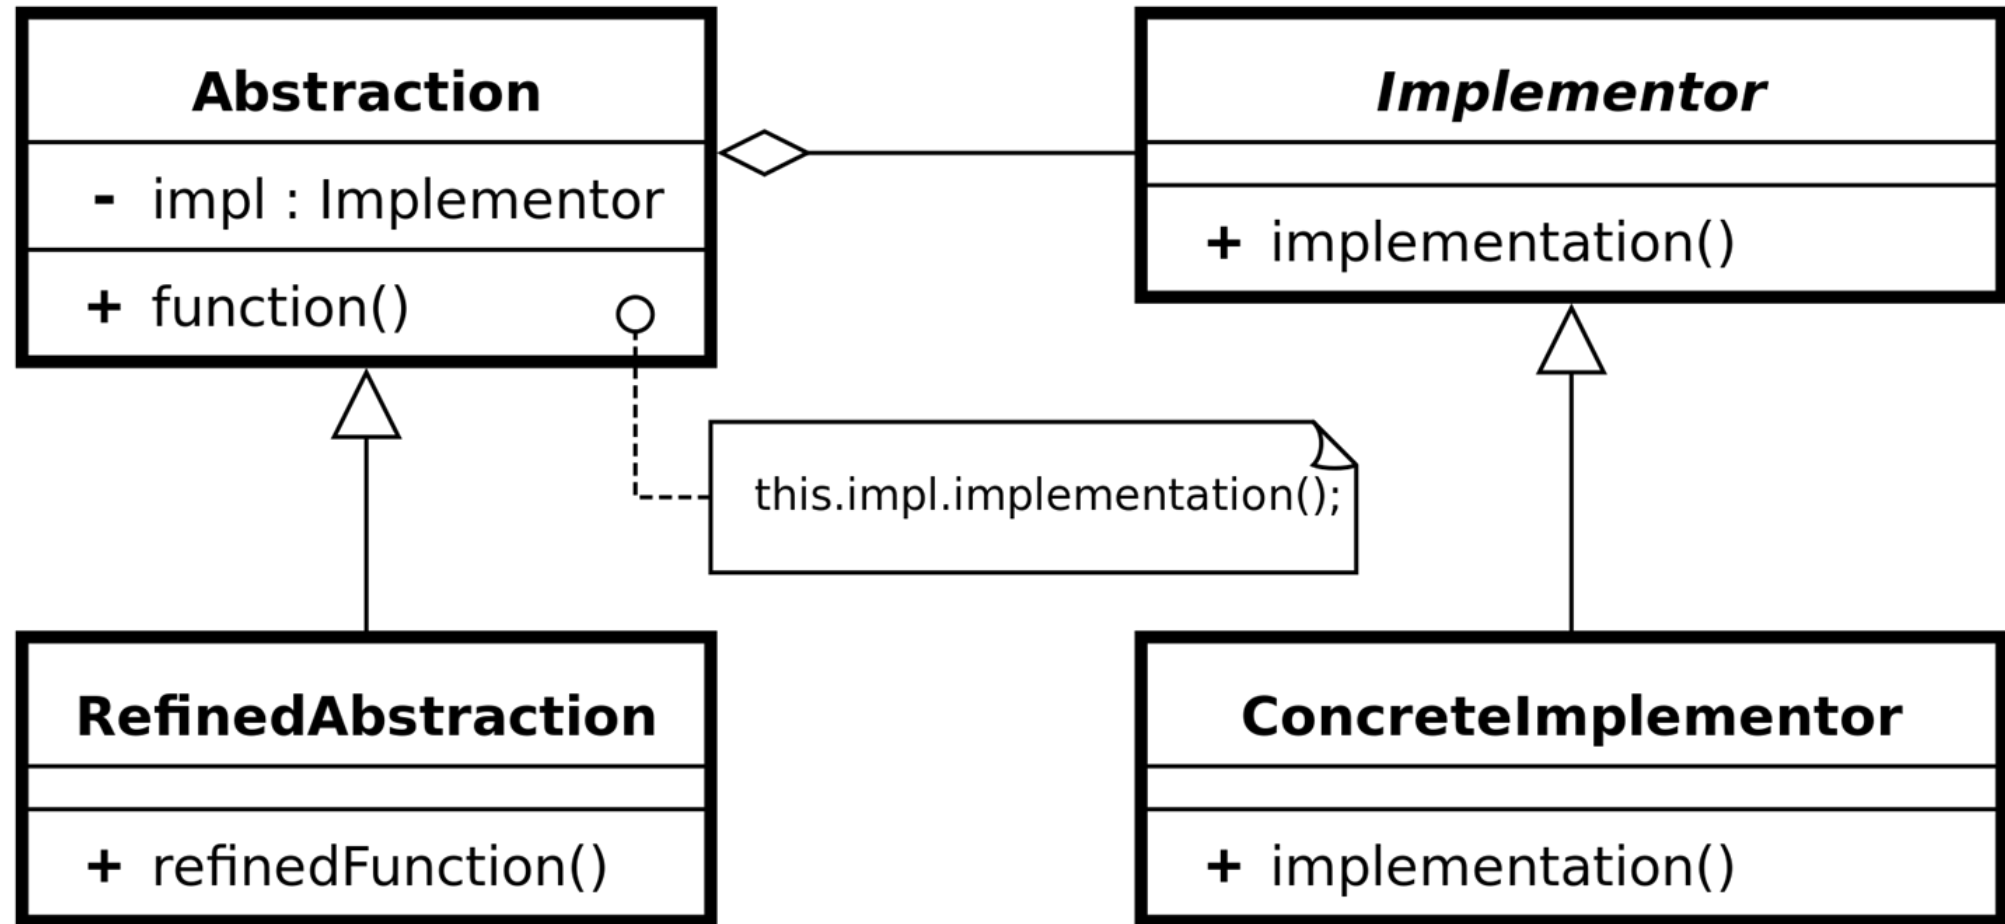 Abstraction
- impl : Implementor
+ function()
Implementor
+ implementation()
this.impl.implementation();
RefinedAbstraction
+ refinedFunction()
ConcreteImplementor
+ implementation()